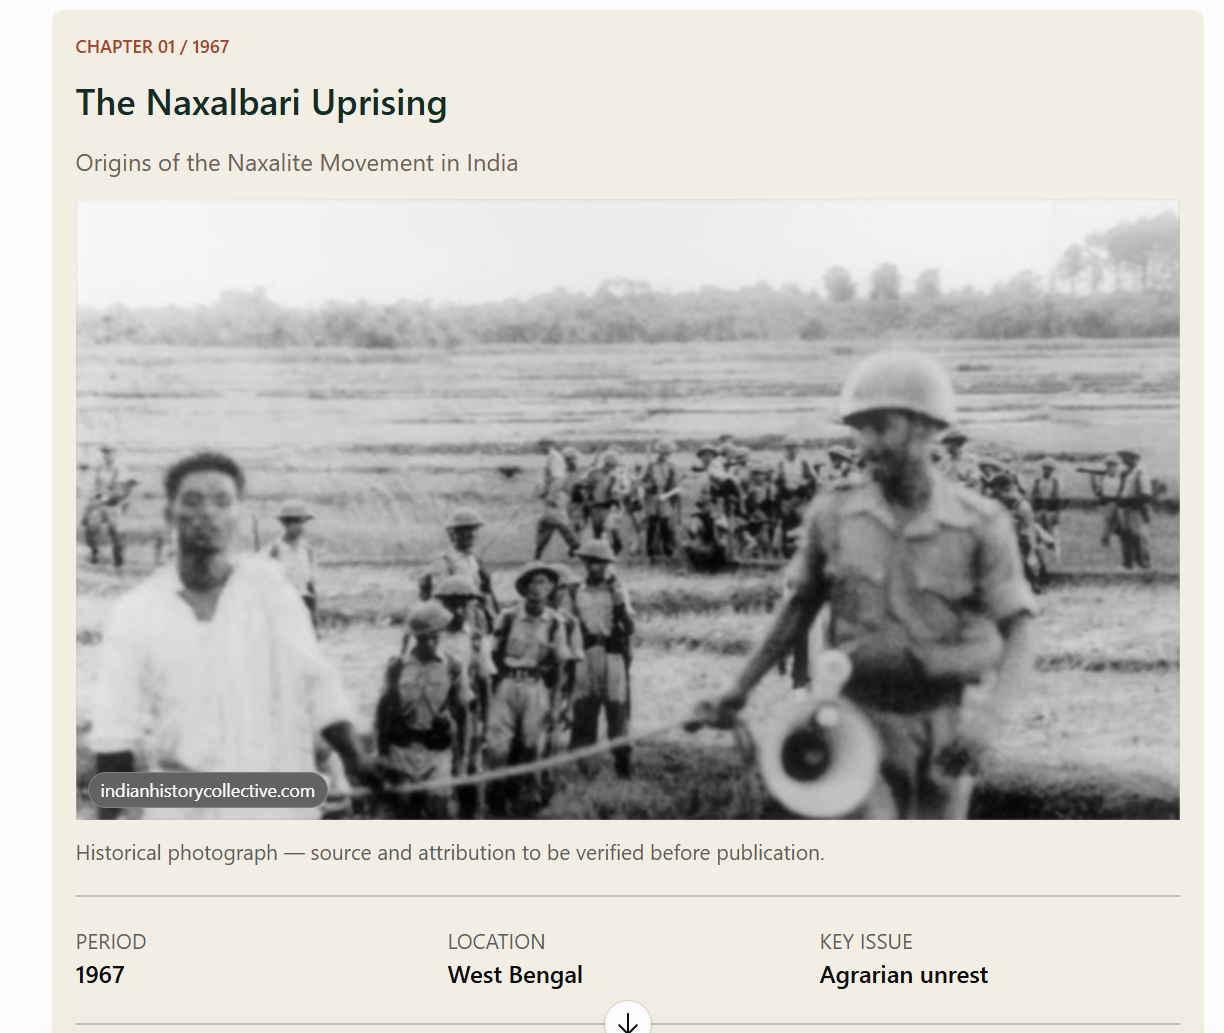 CHAPTER 01 / 1967
The Naxalbari Uprising
Origins of the Naxalite Movement in India
indianhistorycollective.com
Historical photograph — source and attribution to be verified before publication.
PERIOD
1967
LOCATION
West Bengal
KEY ISSUE
Agrarian unrest